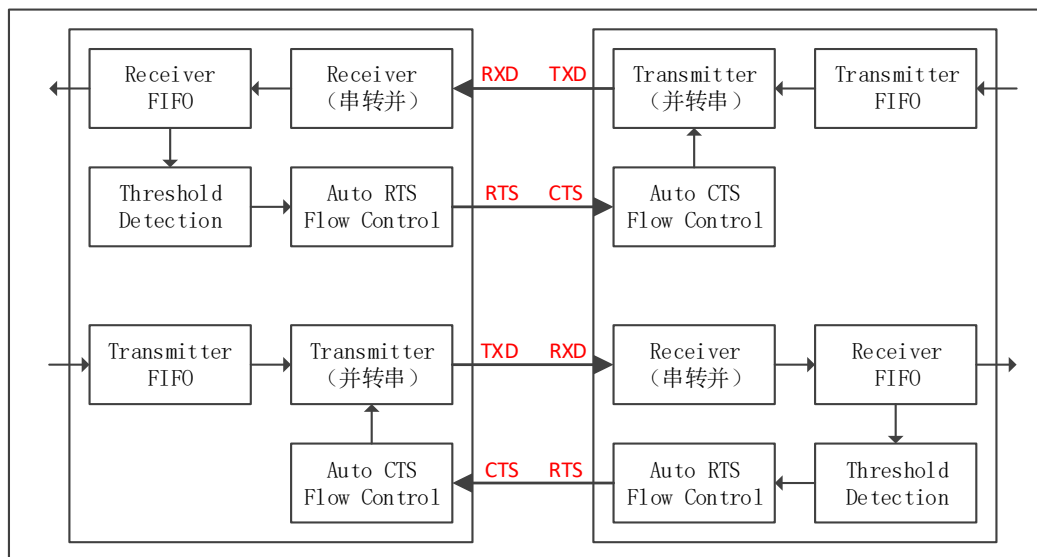 Receiver
FIFO
Receiver
（串转并）
RXD
TXD
Transmitter
（并转串）
Transmitter
FIFO
Threshold
Detection
Auto RTS
Flow Control
RTS
CTS
Auto CTS
Flow Control
Transmitter
FIFO
Transmitter
（并转串）
TXD
RXD
Receiver
（串转并）
Receiver
FIFO
Auto CTS
Flow Control
CTS
RTS
Auto RTS
Flow Control
Threshold
Detection